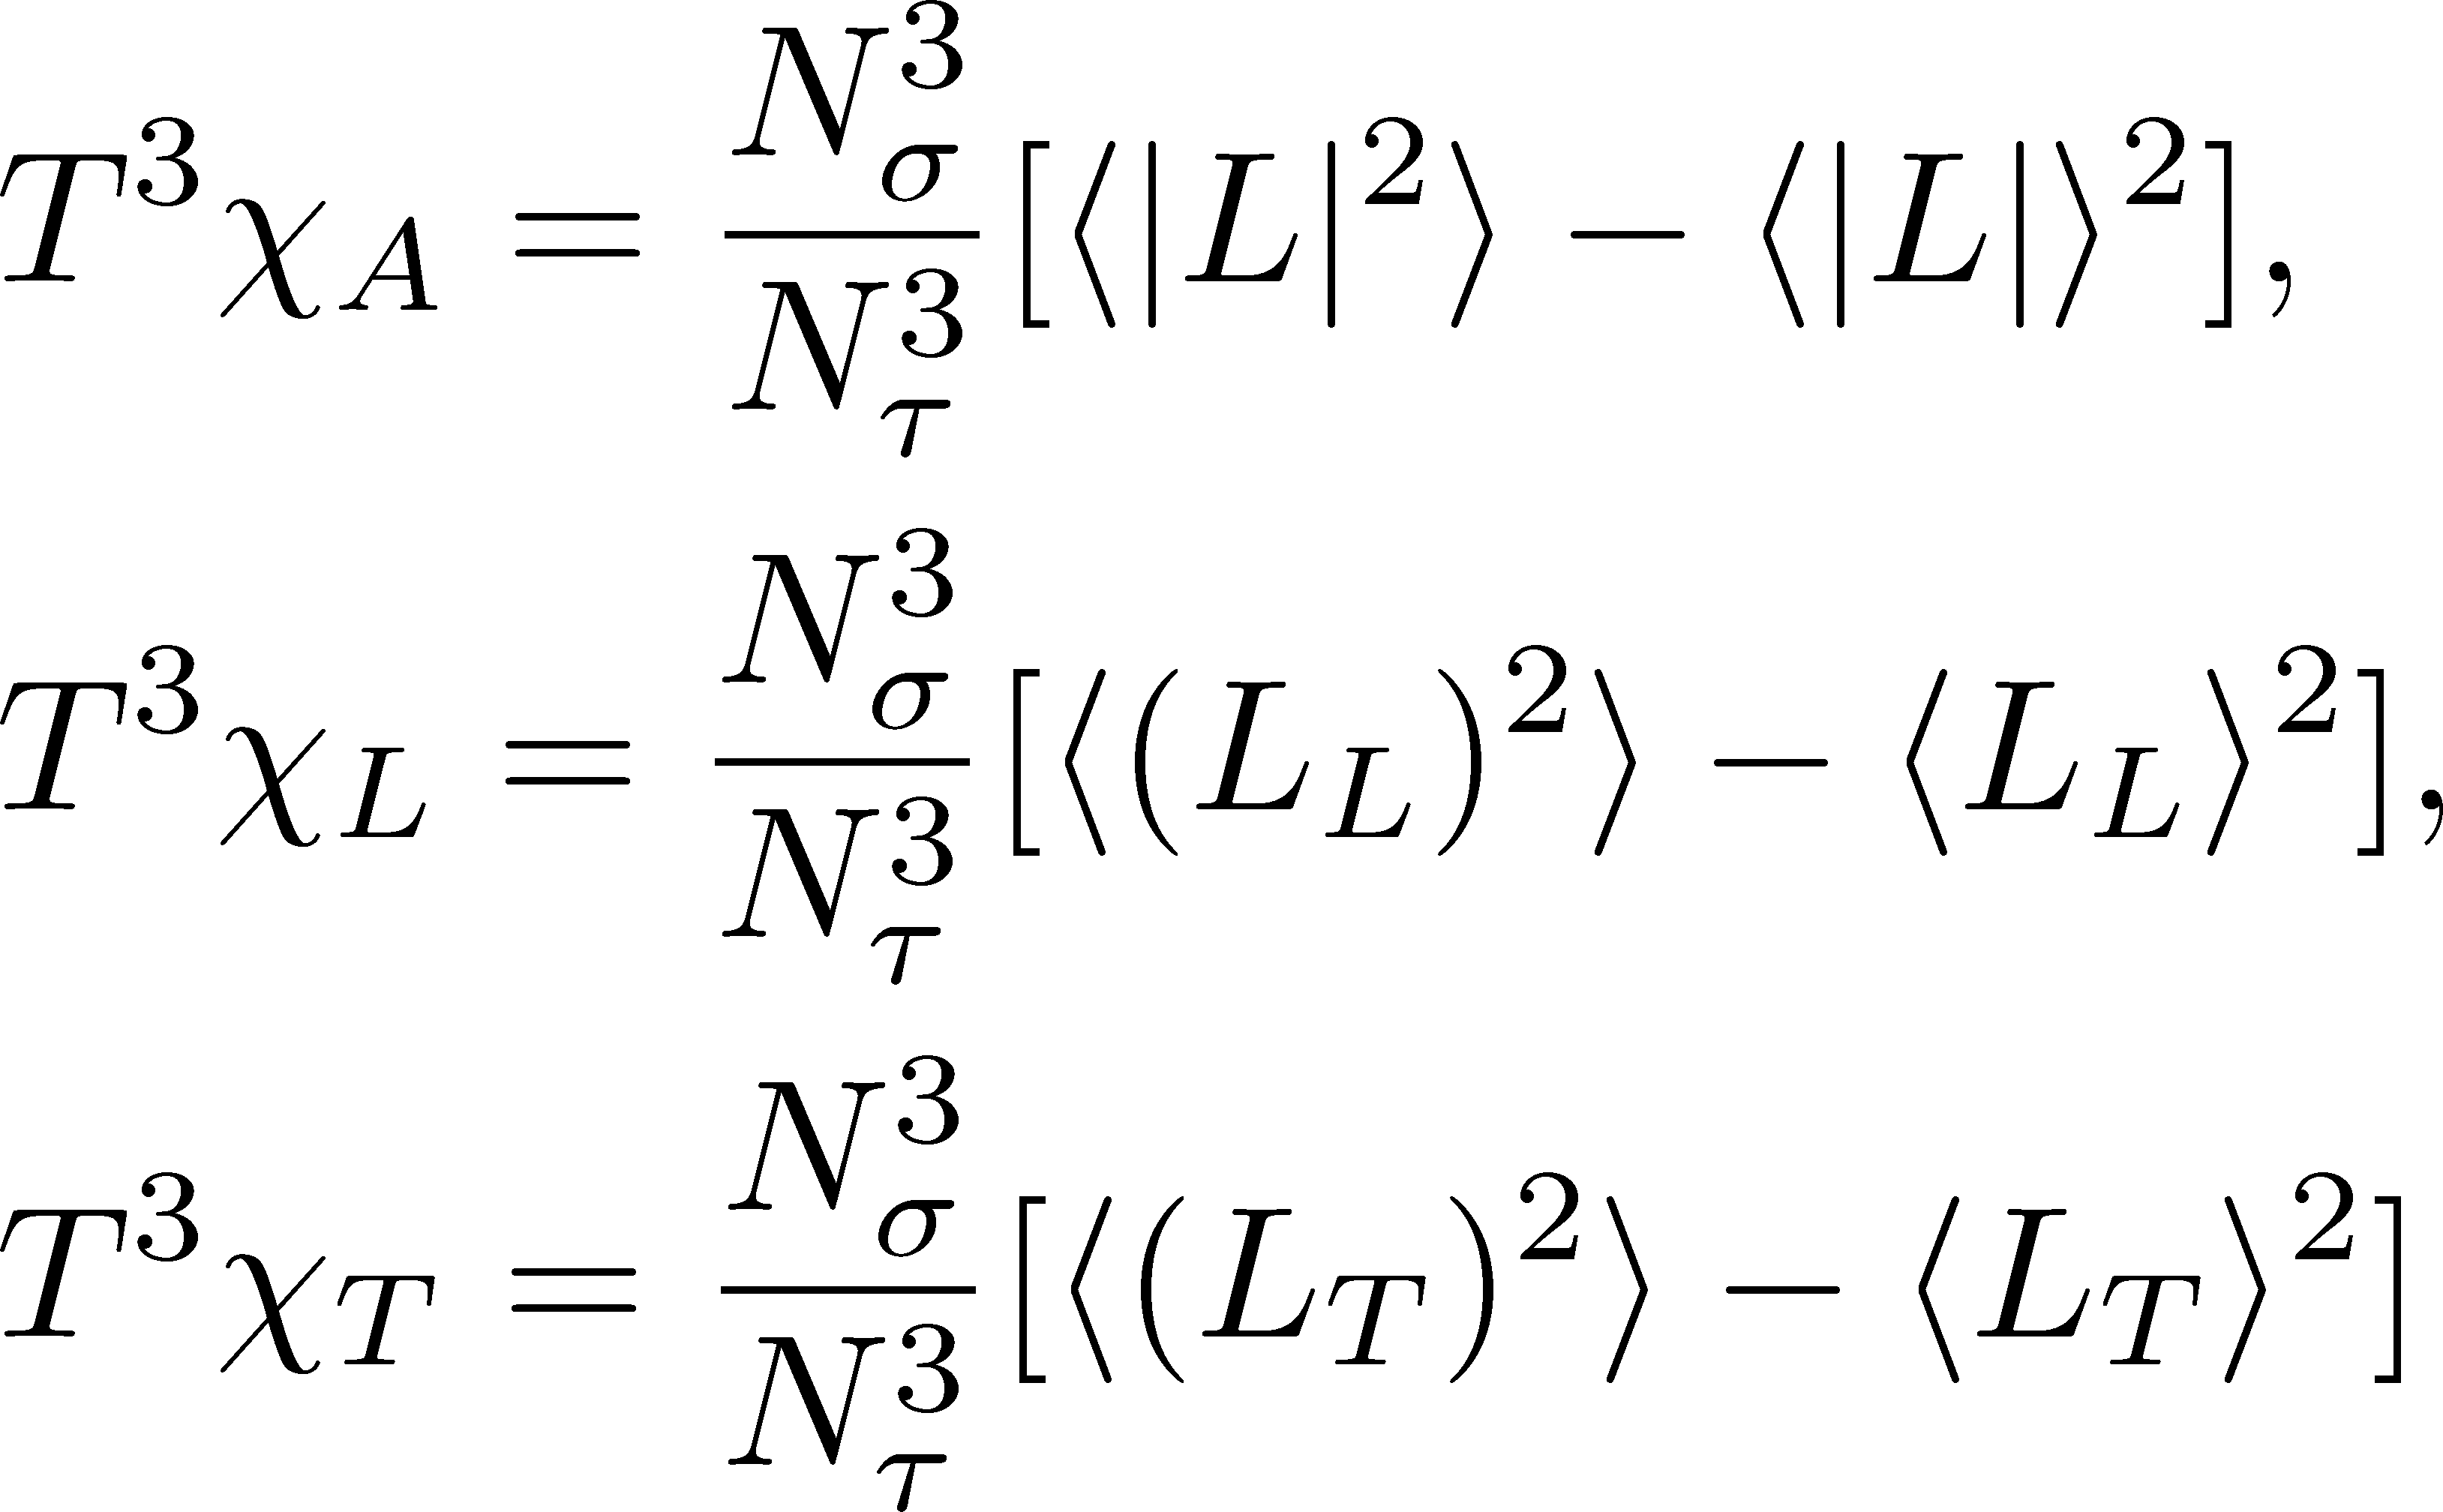 $T^3 \chi_A = \frac{N_\sigma^3}{N_\tau^3} [\langle |L|^2 \rangle - \langle |L| \rangle^2],$
$T^3 \chi_L = \frac{N_\sigma^3}{N_\tau^3} [\langle (L_L)^2 \rangle - \langle L_L \rangle^2],$
$T^3 \chi_T = \frac{N_\sigma^3}{N_\tau^3} [\langle (L_T)^2 \rangle - \langle L_T \rangle^2]$